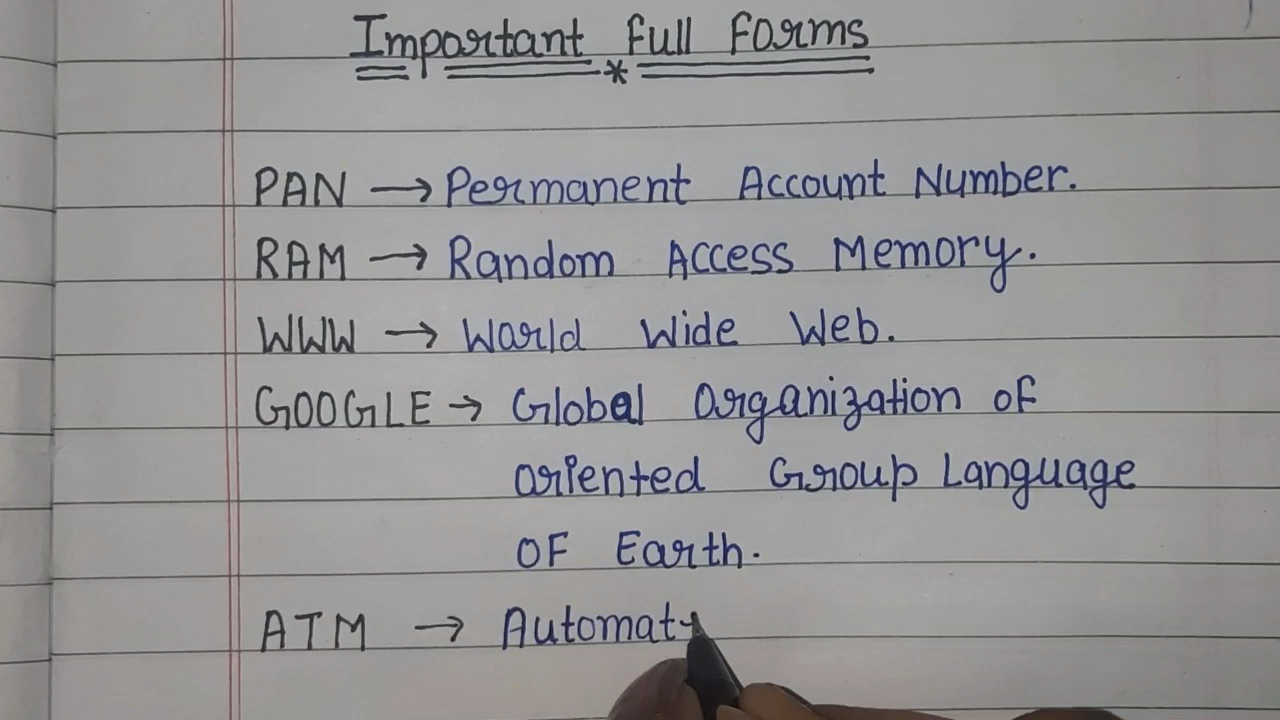 Important Full Forms
*
PAN → Permanent Account Number.
RAM → Random Access Memory.
WWW → World Wide Web.
GOOGLE → Global Organization of
oriented Group Language
of Earth.
ATM → Automat